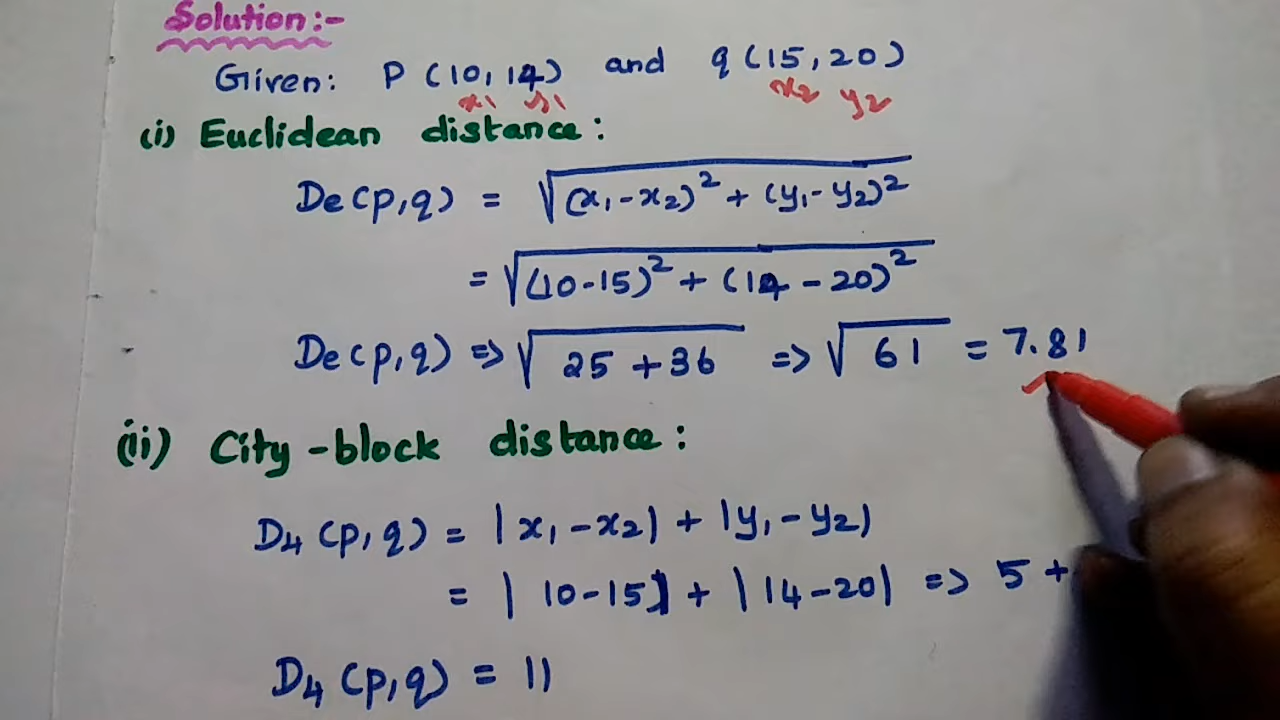 Solution:-
Given: P (10, 14) and q (15, 20)
x1 y1 x2 y2
(i) Euclidean distance:
De(p,q) = √(x₁-x₂)² + (y₁-y₂)²
= √(10-15)² + (14-20)²
De(p,q) => √25+36 => √61 = 7.81
(ii) City-block distance:
D₄ (p,q) = |x₁-x₂| + |y₁-y₂|
= |10-15| + |14-20| => 5 +
D₄ (p,q) = 11